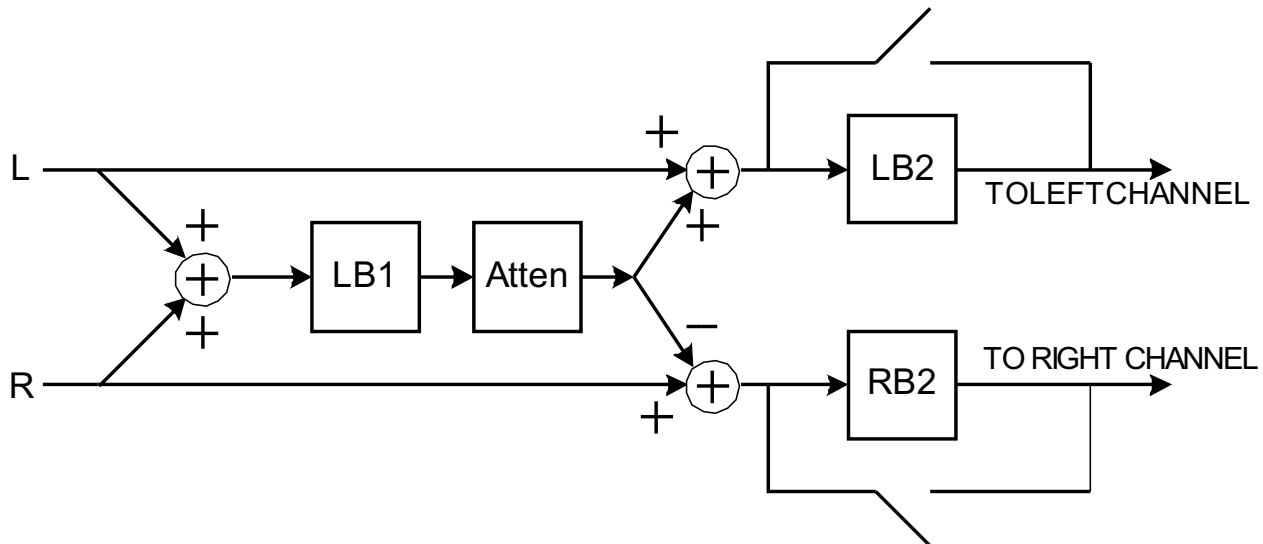 +
L
+
LB2
TOLEFTCHANNEL
+
+
+
LB1
Atten
+
−
R
+
+
RB2
TO RIGHT CHANNEL
+